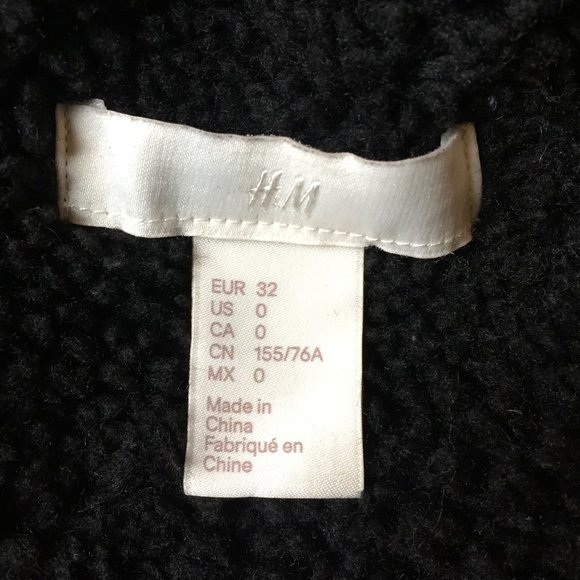 H&M
EUR 32
US 0
CA 0
CN 155/76A
MX 0
Made in
China
Fabriqué en
Chine